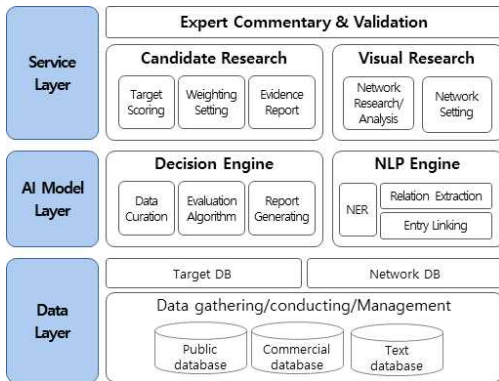 Expert Commentary & Validation
Service
Layer
Candidate Research
Target
Scoring
Weighting
Setting
Evidence
Report
Visual Research
Network
Research/
Analysis
Network
Setting
AI Model
Layer
Decision Engine
Data
Curation
Evaluation
Algorithm
Report
Generating
NLP Engine
NER
Relation Extraction
Entry Linking
Data
Layer
Target DB
Network DB
Data gathering/conducting/Management
Public
database
Commercial
database
Text
database